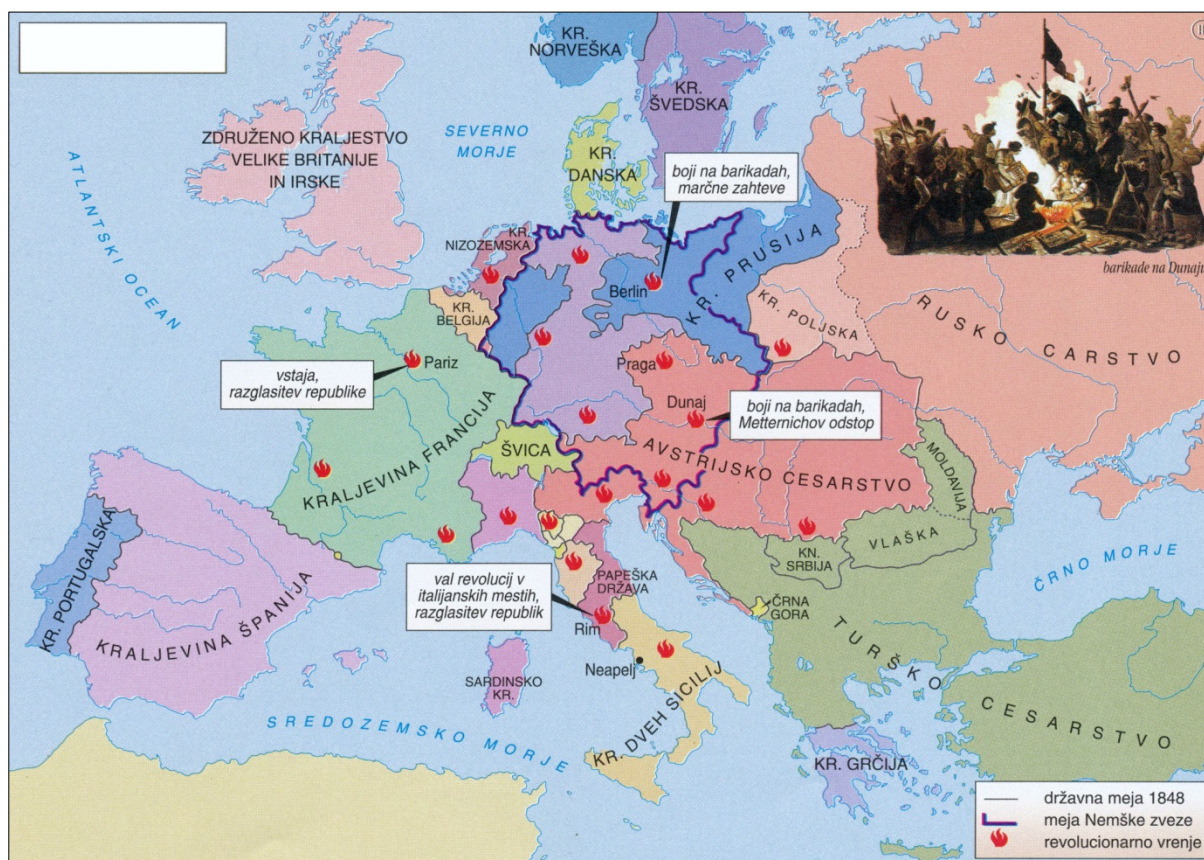 KR.
NORVEŠKA
KR.
ŠVEDSKA
ZDRUŽENO KRALJESTVO
VELIKE BRITANIJE
IN IRSKE
SEVERNO
MORJE
KR.
DANSKA
boji na barikadah,
marčne zahteve
ATLANTSKI OCEAN
KR.
NIZOZEMSKA
barikade na Dunaju
Berlin
KR. PRUSIJA
KR.
BELGIJA
KR. POLJSKA
RUSKO CARSTVO
Pariz
Praga
vstaja,
razglasitev republike
Dunaj
boji na barikadah,
Metternichov odstop
KRALJEVINA FRANCIJA
ŠVICA
AVSTRIJSKO CESARSTVO
MOLDAVIJA
VLAŠKA
KN.
SRBIJA
ČRNO MORJE
KR. PORTUGALSKA
KRALJEVINA ŠPANIJA
val revolucij v
italijanskih mestih,
razglasitev republik
PAPEŠKA
DRŽAVA
ČRNA
GORA
Rim
Neapelj
TURŠKO CESARSTVO
SARDINSKO
KR.
SREDOZEMSKO MORJE
KR. DVEH SICILIJ
KR. GRČIJA
državna meja 1848
meja Nemške zveze
revolucionarno vrenje